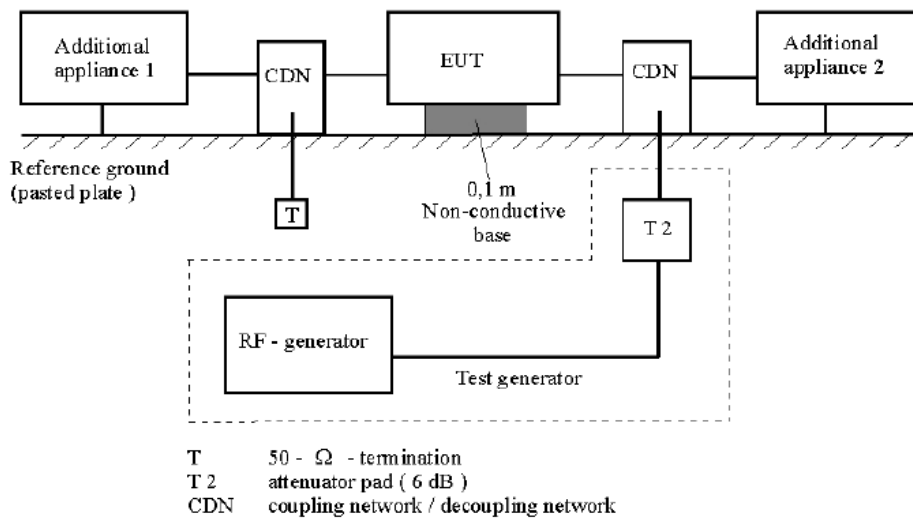 Additional
appliance 1
CDN
EUT
CDN
Additional
appliance 2
Reference ground
(pasted plate )
0,1 m
Non-conductive
base
T
T 2
RF - generator
Test generator
T 50 - Ω - termination
T 2 attenuator pad ( 6 dB )
CDN coupling network / decoupling network